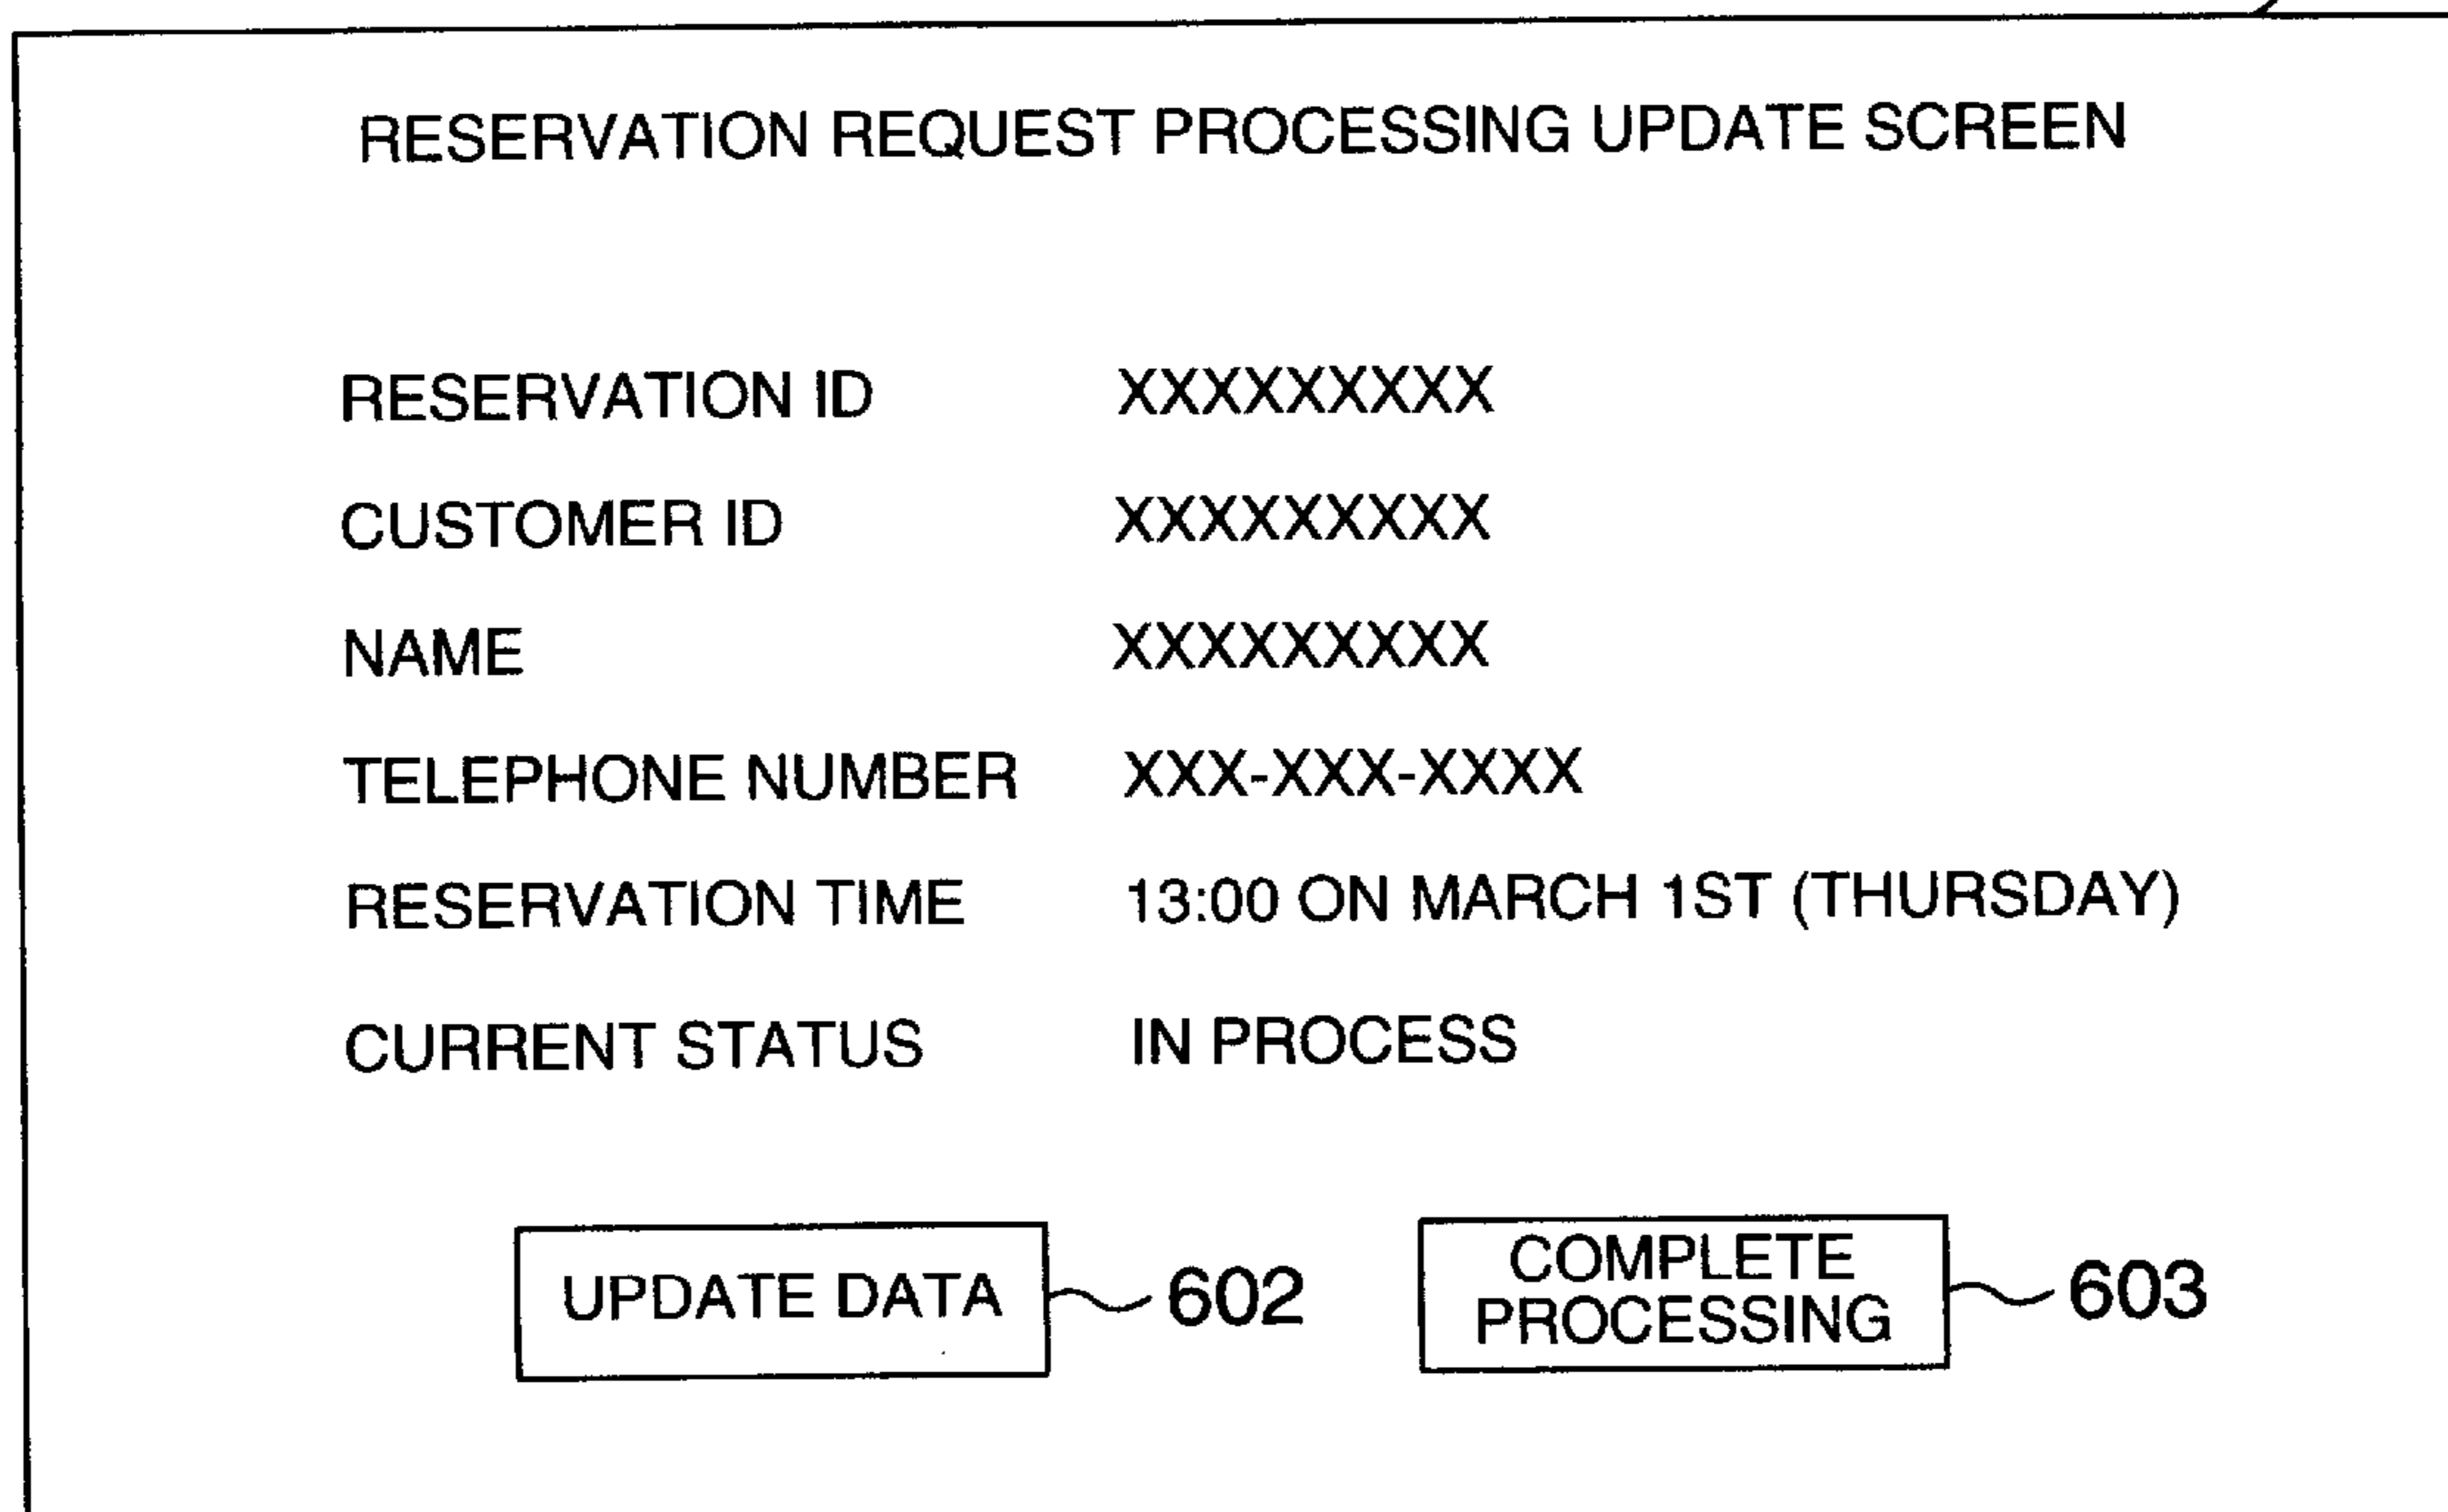 RESERVATION REQUEST PROCESSING UPDATE SCREEN
RESERVATION ID XXXXXXXXX
CUSTOMER ID XXXXXXXXX
NAME XXXXXXXXX
TELEPHONE NUMBER XXX-XXX-XXXX
RESERVATION TIME 13:00 ON MARCH 1ST (THURSDAY)
CURRENT STATUS IN PROCESS
UPDATE DATA 602
COMPLETE
PROCESSING 603